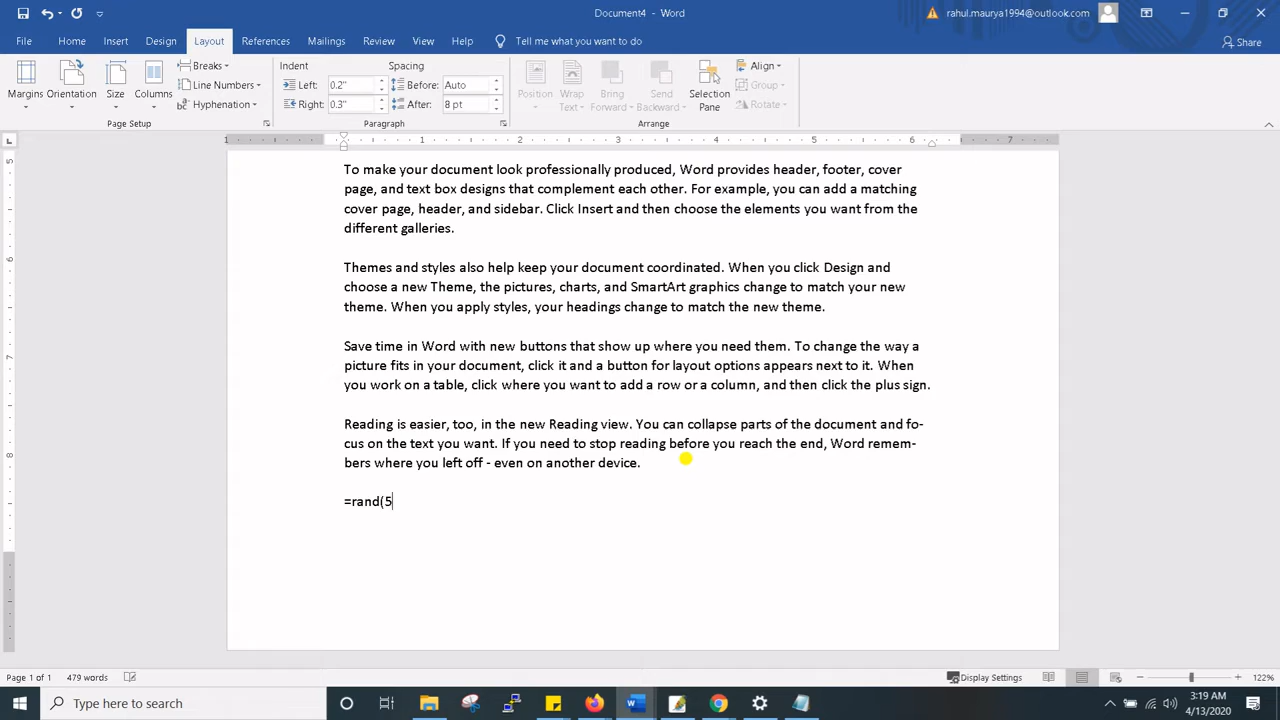 Document4 - Word
rahul.maurya1994@outlook.com
File Home Insert Design Layout References Mailings Review View Help Tell me what you want to do Share
Margins Orientation Size Columns
Breaks
Line Numbers
Hyphenation
Page Setup
Indent Spacing
Left: 0.2" Before: Auto
Right: 0.3" After: 8 pt
Paragraph
Position Wrap Text Bring Forward Send Backward Selection Pane
Align
Group
Rotate
Arrange
1 1 2 3 4 5 6 7
5
6
7
8
To make your document look professionally produced, Word provides header, footer, cover
page, and text box designs that complement each other. For example, you can add a matching
cover page, header, and sidebar. Click Insert and then choose the elements you want from the
different galleries.
Themes and styles also help keep your document coordinated. When you click Design and
choose a new Theme, the pictures, charts, and SmartArt graphics change to match your new
theme. When you apply styles, your headings change to match the new theme.
Save time in Word with new buttons that show up where you need them. To change the way a
picture fits in your document, click it and a button for layout options appears next to it. When
you work on a table, click where you want to add a row or a column, and then click the plus sign.
Reading is easier, too, in the new Reading view. You can collapse parts of the document and fo-
cus on the text you want. If you need to stop reading before you reach the end, Word remem-
bers where you left off - even on another device.
=rand(5
Page 1 of 1 479 words Display Settings 122%
Type here to search
3:19 AM
4/13/2020